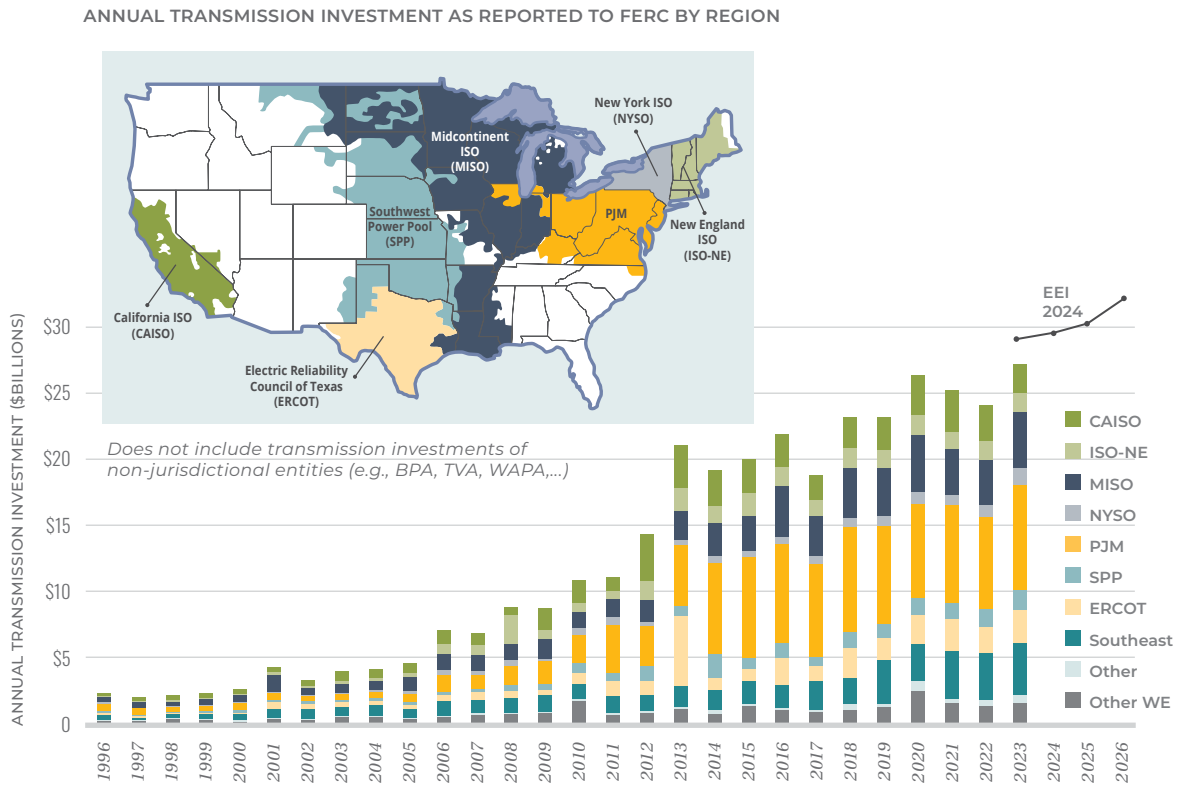 ANNUAL TRANSMISSION INVESTMENT AS REPORTED TO FERC BY REGION
New York ISO
(NYSO)
Midcontinent
ISO
(MISO)
Southwest
Power Pool
(SPP)
PJM
New England
ISO
(ISO-NE)
California ISO
(CAISO)
Electric Reliability
Council of Texas
(ERCOT)
Does not include transmission investments of
non-jurisdictional entities (e.g., BPA, TVA, WAPA,...)
EEI
2024
ANNUAL TRANSMISSION INVESTMENT ($BILLIONS)
$30
$25
$20
$15
$10
$5
0
CAISO
ISO-NE
MISO
NYSO
PJM
SPP
ERCOT
Southeast
Other
Other WE
1996
1997
1998
1999
2000
2001
2002
2003
2004
2005
2006
2007
2008
2009
2010
2011
2012
2013
2014
2015
2016
2017
2018
2019
2020
2021
2022
2023
2024
2025
2026